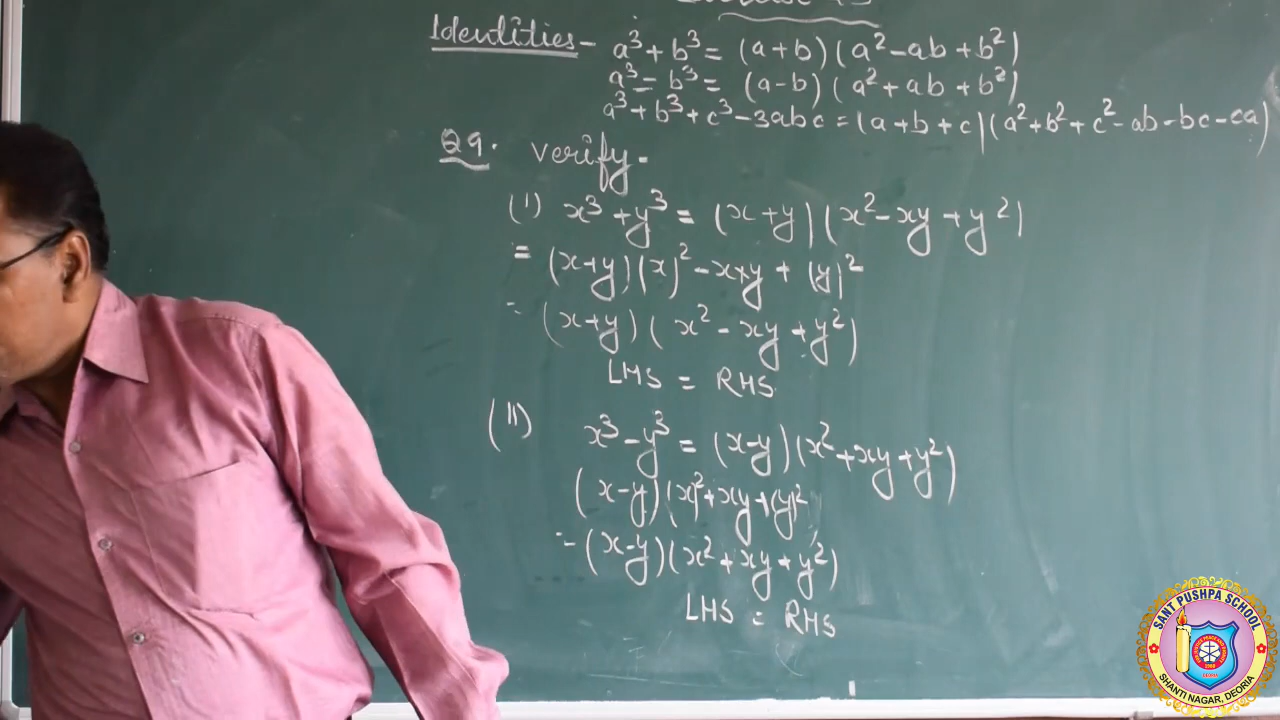 Identities - a³ + b³ = (a+b) (a² - ab + b²)
a³ - b³ = (a-b) (a² + ab + b²)
a³ + b³ + c³ - 3abc = (a+b+c) (a²+b²+c² - ab - bc - ca)
Q9. Verify -
(i) x³ + y³ = (x+y) (x² - xy + y²)
= (x+y) (x)² - x×y + (y)²
= (x+y) (x² - xy + y²)
LHS = RHS
(ii) x³ - y³ = (x-y) (x² + xy + y²)
(x-y) (x)² + xy + (y)²
= (x-y) (x² + xy + y²)
LHS = RHS
SANT PUSHPA SCHOOL
SHANTI NAGAR, DEORIA